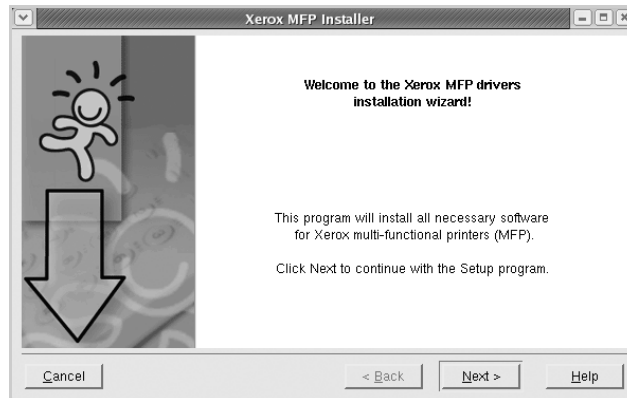 Xerox MFP Installer
Welcome to the Xerox MFP drivers
installation wizard!
This program will install all necessary software
for Xerox multi-functional printers (MFP).
Click Next to continue with the Setup program.
Cancel
< Back
Next >
Help